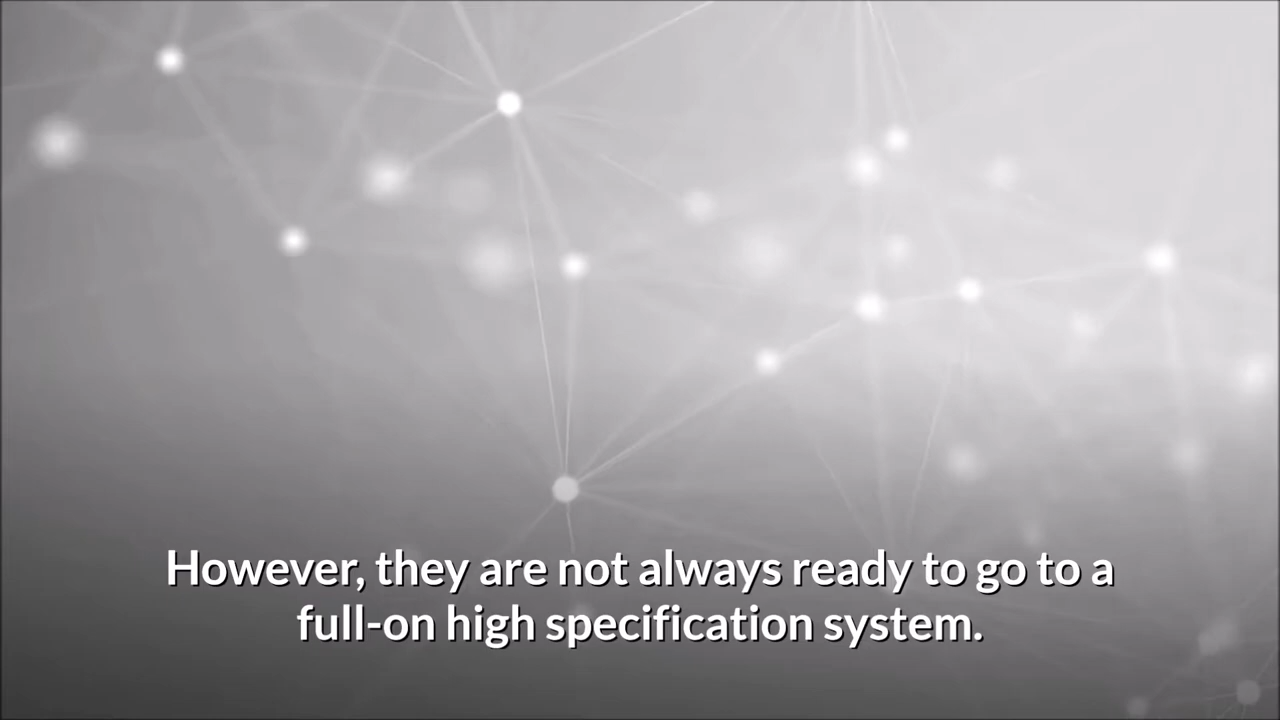 However, they are not always ready to go to a
full-on high specification system.